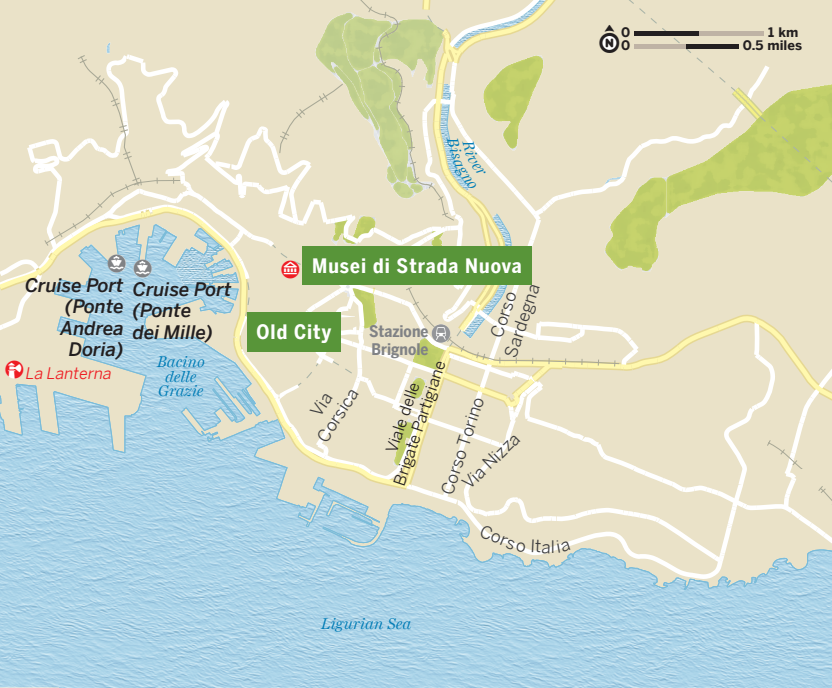 0 1 km
N
0 0.5 miles
River
Bisagno
Musei di Strada Nuova
Cruise Port
(Ponte
Andrea
Doria)
Cruise Port
(Ponte
dei Mille)
Corso
Sardegna
Old City
Stazione
Brignole
La Lanterna
Bacino
delle
Grazie
Via
Corsica
Viale delle
Brigate Partigiane
Corso Torino
Via Nizza
Corso Italia
Ligurian Sea